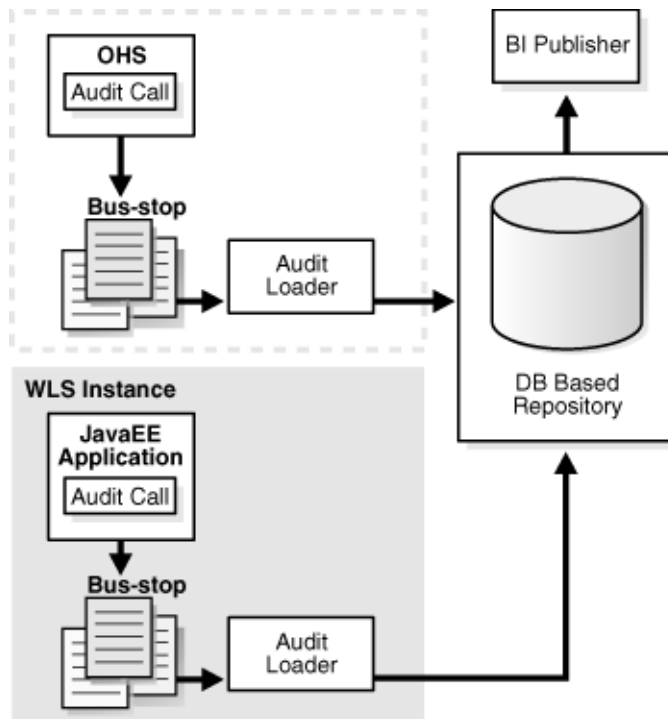 OHS
Audit Call
Bus-stop
Audit
Loader
BI Publisher
DB Based
Repository
WLS Instance
JavaEE
Application
Audit Call
Bus-stop
Audit
Loader